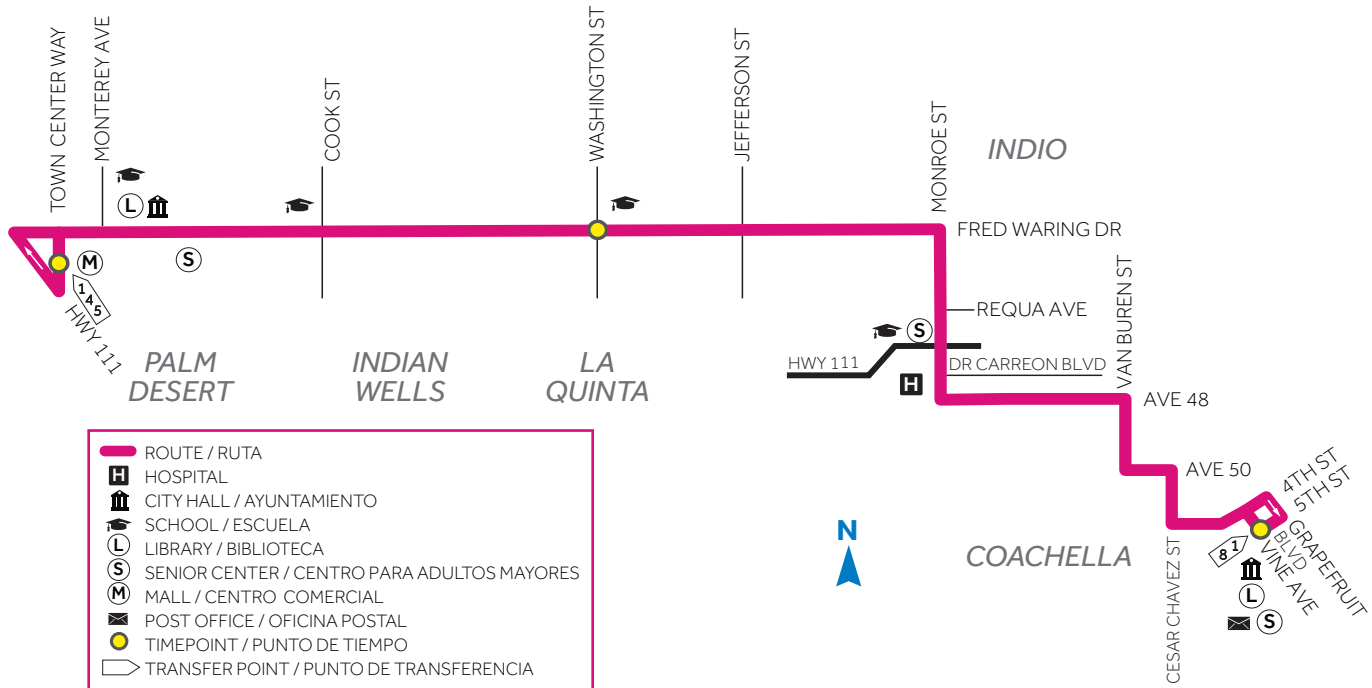 TOWN CENTER WAY
MONTEREY AVE
COOK ST
WASHINGTON ST
JEFFERSON ST
MONROE ST
INDIO
FRED WARING DR
L
M
S
1
4
5
HWY 111
PALM
DESERT
INDIAN
WELLS
LA
QUINTA
REQUA AVE
S
HWY 111
DR CARREON BLVD
H
VAN BUREN ST
AVE 48
AVE 50
4TH ST
5TH ST
GRAPEFRUIT
BLVD
VINE AVE
1
8
L
S
CESAR CHAVEZ ST
COACHELLA
N
ROUTE / RUTA
H HOSPITAL
CITY HALL / AYUNTAMIENTO
SCHOOL / ESCUELA
L LIBRARY / BIBLIOTECA
S SENIOR CENTER / CENTRO PARA ADULTOS MAYORES
M MALL / CENTRO COMERCIAL
POST OFFICE / OFICINA POSTAL
TIMEPOINT / PUNTO DE TIEMPO
TRANSFER POINT / PUNTO DE TRANSFERENCIA